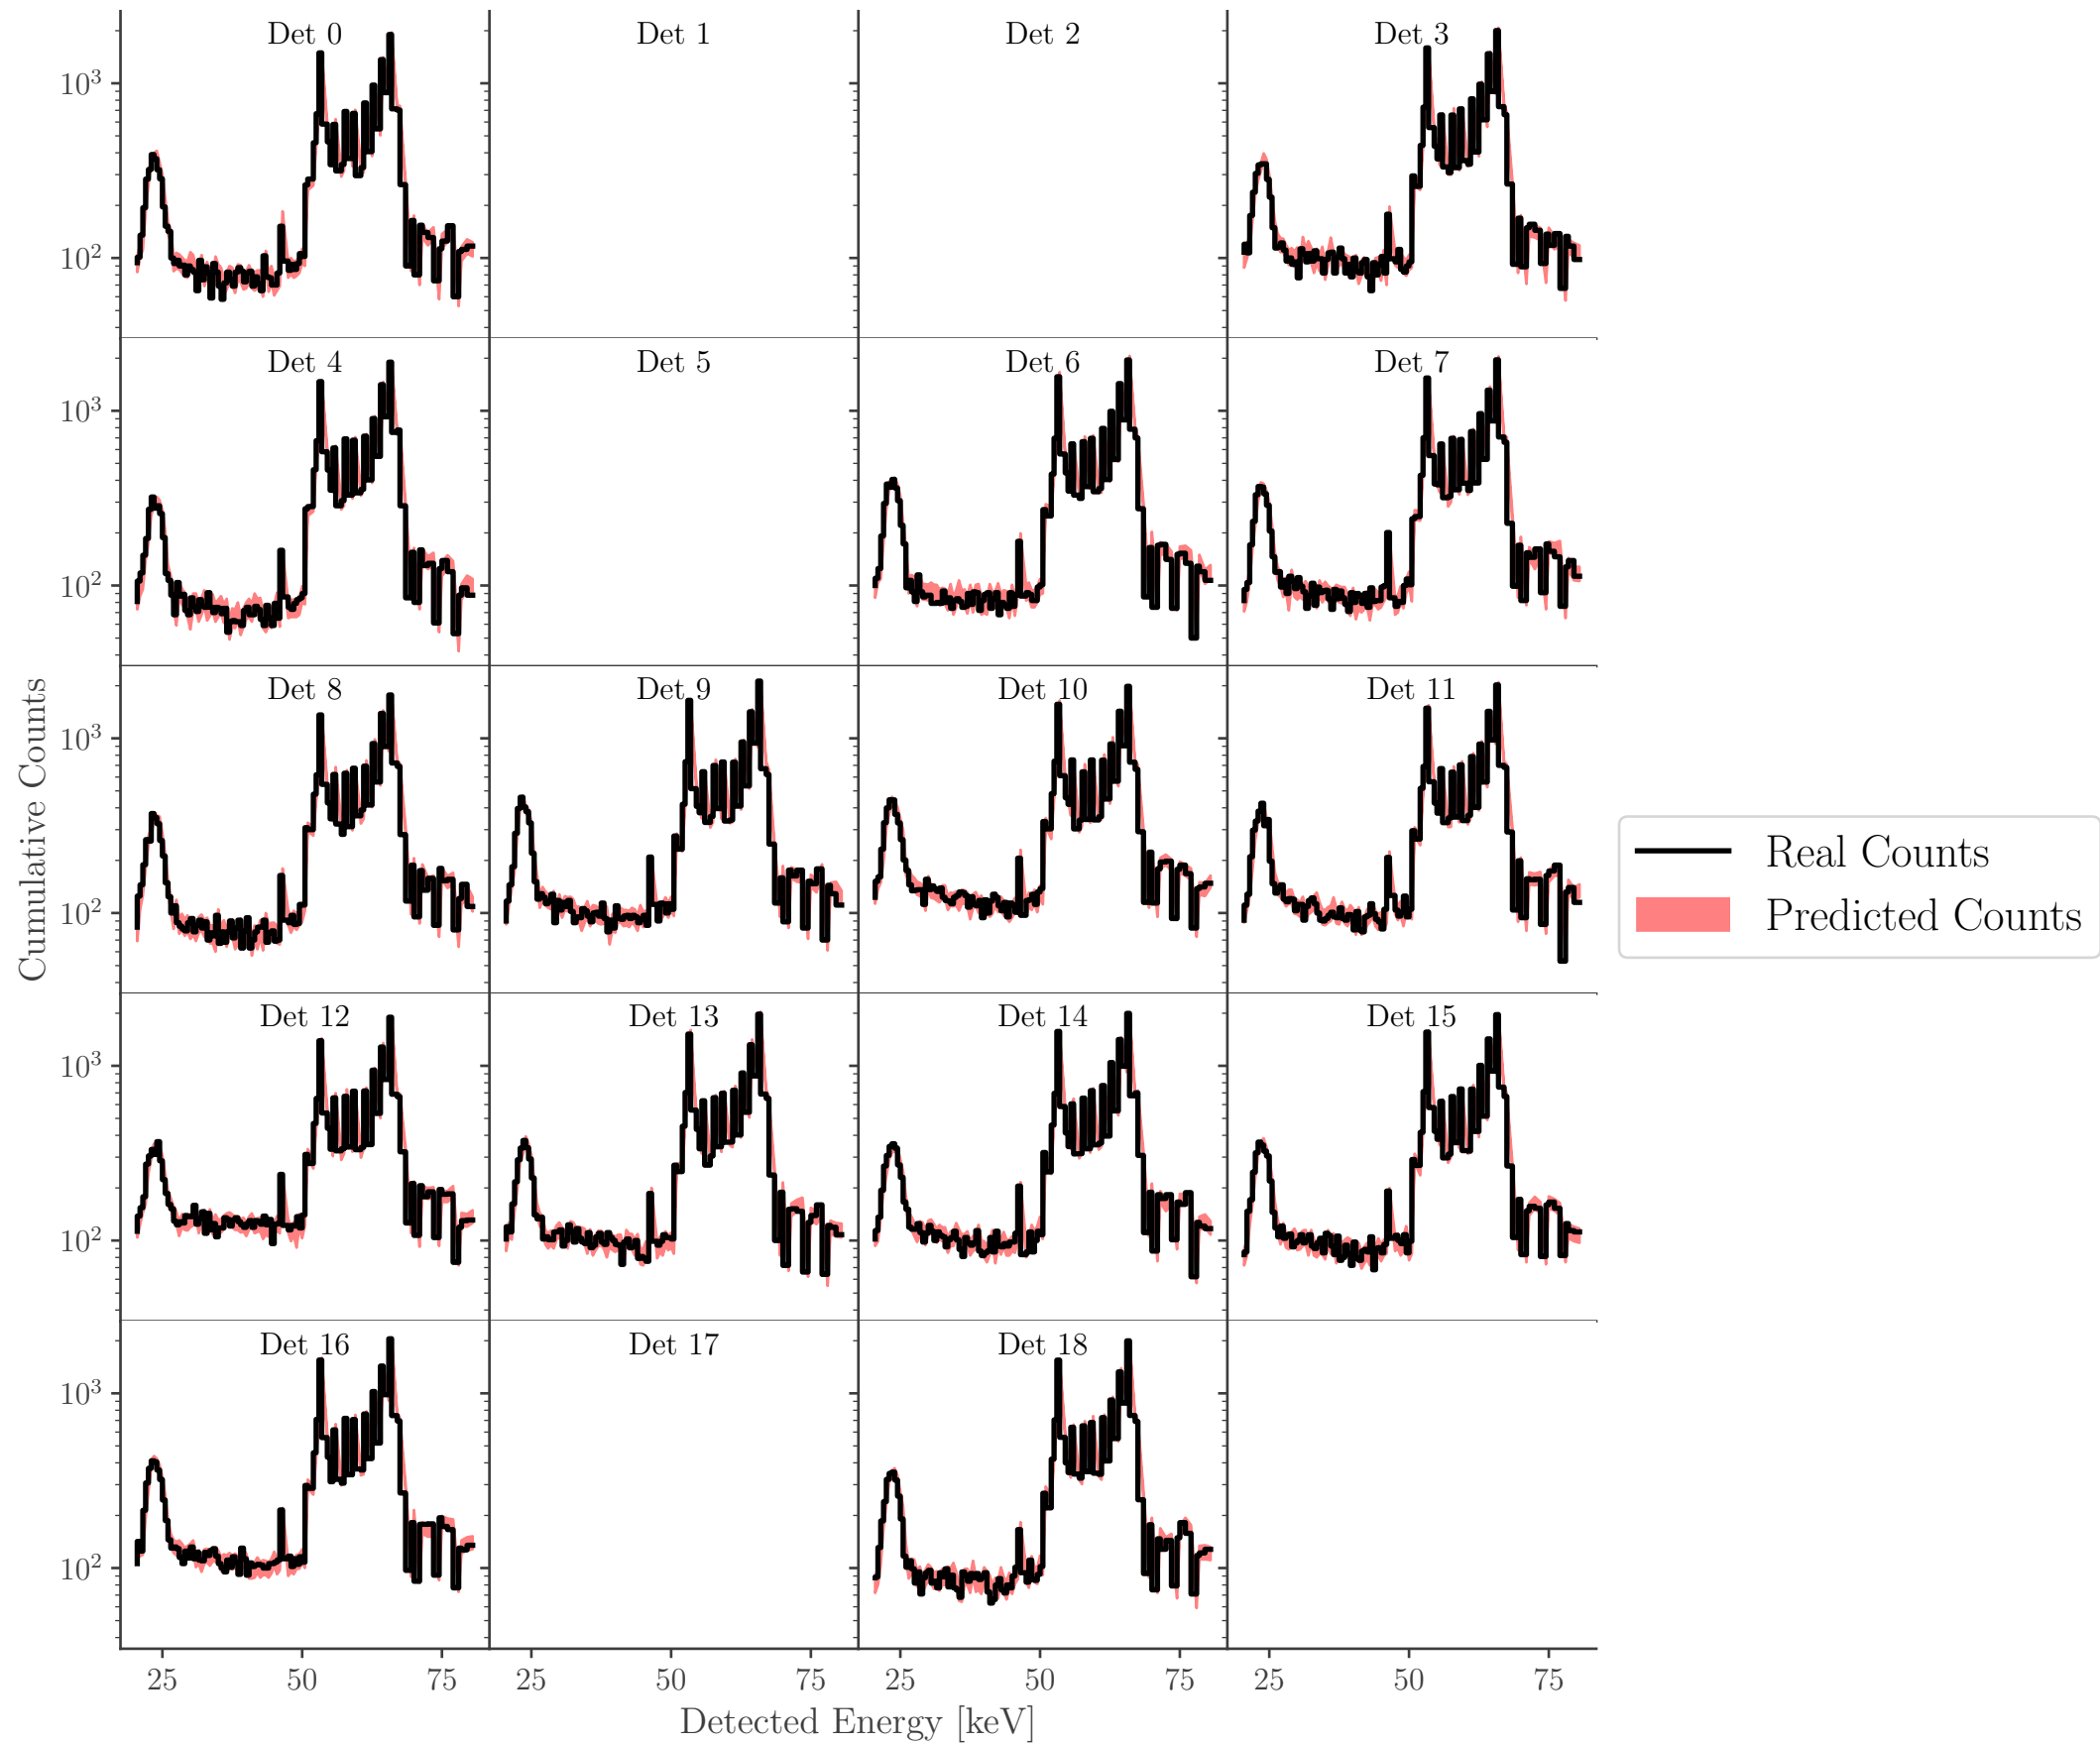 Det 0 Det 1 Det 2 Det 3
10³
10²
Det 4 Det 5 Det 6 Det 7
10³
10²
Det 8 Det 9 Det 10 Det 11
10³
10²
Cumulative Counts
Real Counts
Predicted Counts
Det 12 Det 13 Det 14 Det 15
10³
10²
Det 16 Det 17 Det 18
10³
10²
25 50 75 25 50 75 25 50 75 25 50 75
Detected Energy [keV]